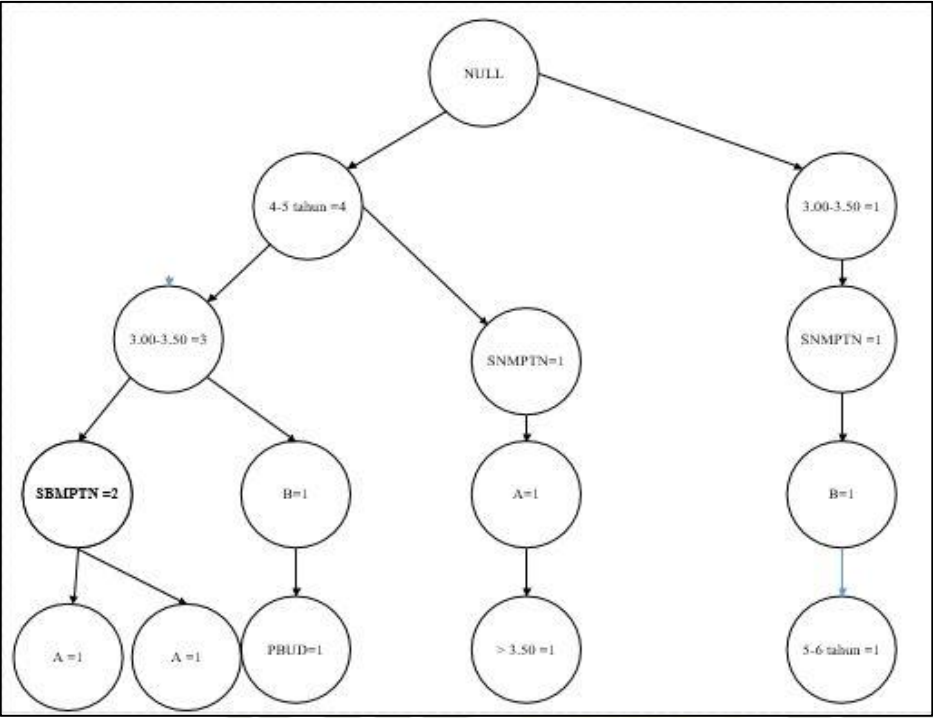 NULL
4-5 tahun =4
3.00-3.50 =1
3.00-3.50 =3
SNMPTN=1
SNMPTN =1
SBMPTN =2
B=1
A=1
B=1
A =1
A =1
PBUD=1
> 3.50 =1
5-6 tahun =1